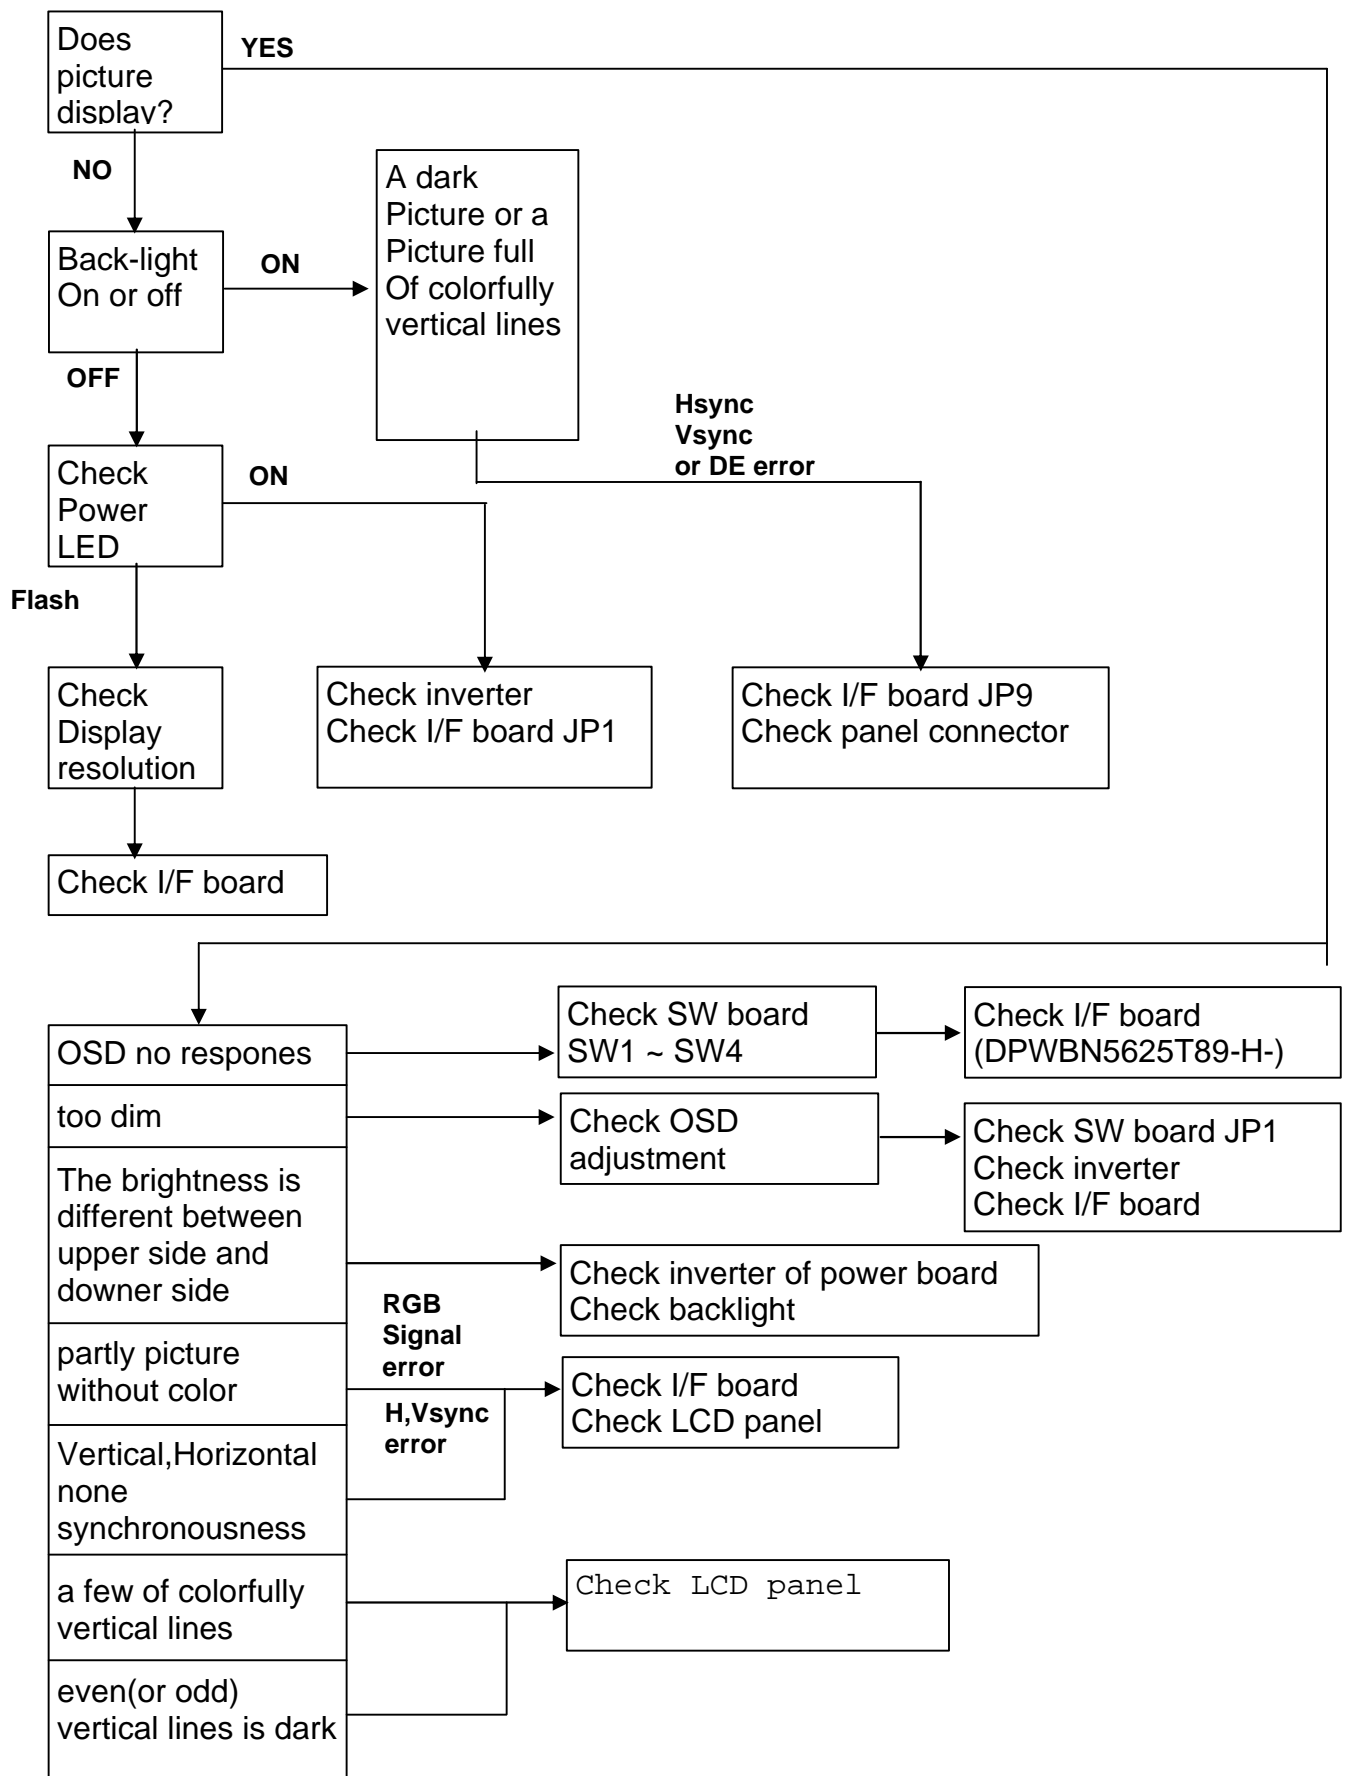 Does
picture
display?
YES
NO
Back-light
On or off
ON
A dark
Picture or a
Picture full
Of colorfully
vertical lines
OFF
Hsync
Vsync
or DE error
Check
Power
LED
ON
Flash
Check
Display
resolution
Check inverter
Check I/F board JP1
Check I/F board JP9
Check panel connector
Check I/F board
OSD no respones
Check SW board
SW1 ~ SW4
Check I/F board
(DPWBN5625T89-H-)
too dim
Check OSD
adjustment
Check SW board JP1
Check inverter
Check I/F board
The brightness is
different between
upper side and
downer side
Check inverter of power board
Check backlight
RGB
Signal
error
partly picture
without color
Check I/F board
Check LCD panel
H,Vsync
error
Vertical,Horizontal
none
synchronousness
a few of colorfully
vertical lines
Check LCD panel
even(or odd)
vertical lines is dark